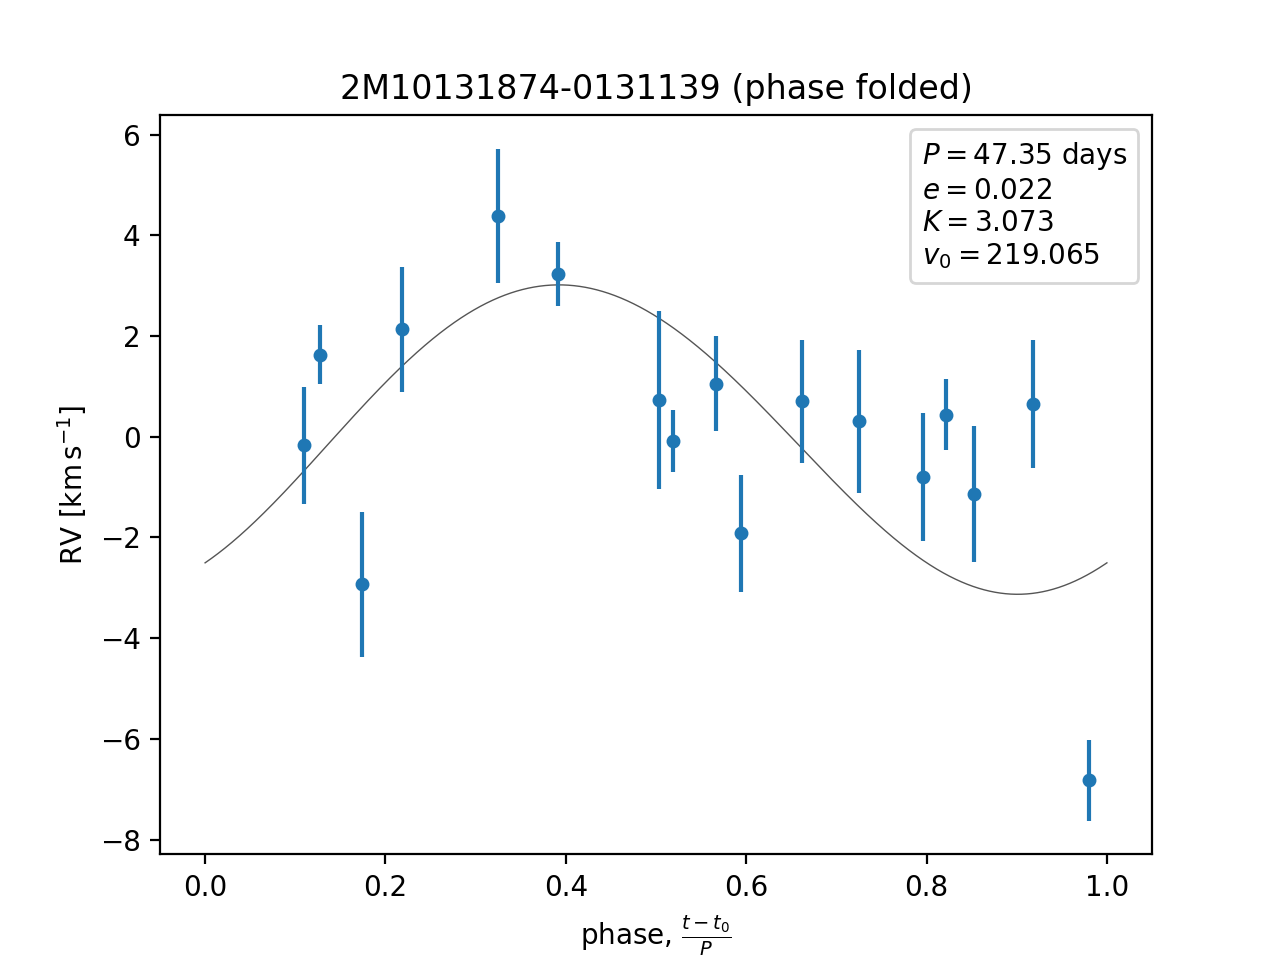 2M10131874-0131139 (phase folded)
P = 47.35 days
e = 0.022
K = 3.073
v₀ = 219.065
6
4
2
0
−2
−4
−6
−8
RV [km s⁻¹]
0.0 0.2 0.4 0.6 0.8 1.0
phase, (t − t₀)/P